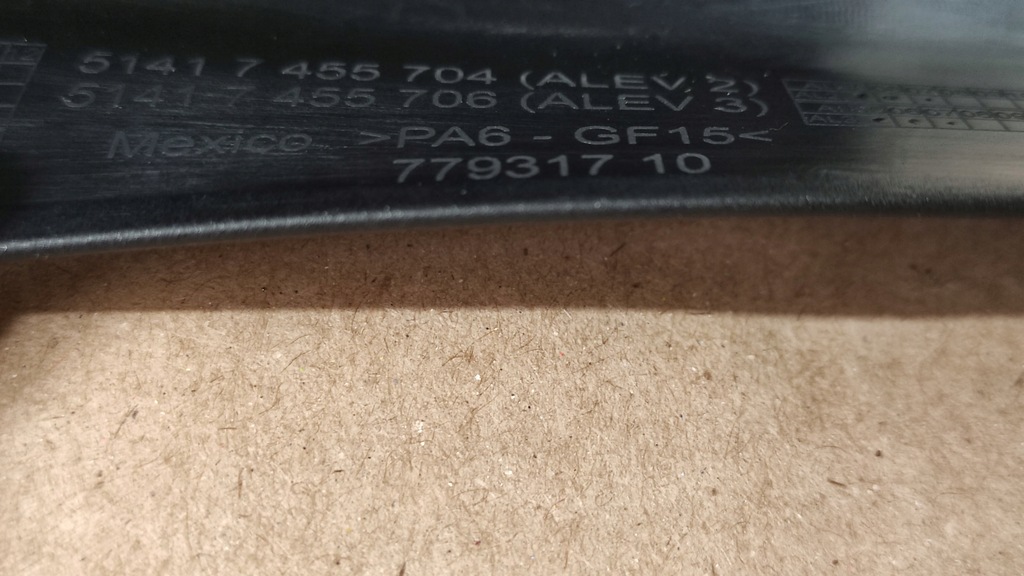 5141 7 455 704 (ALEV 2)
5141 7 455 706 (ALEV 3)
Mexico >PA6 - GF15<
779317 10